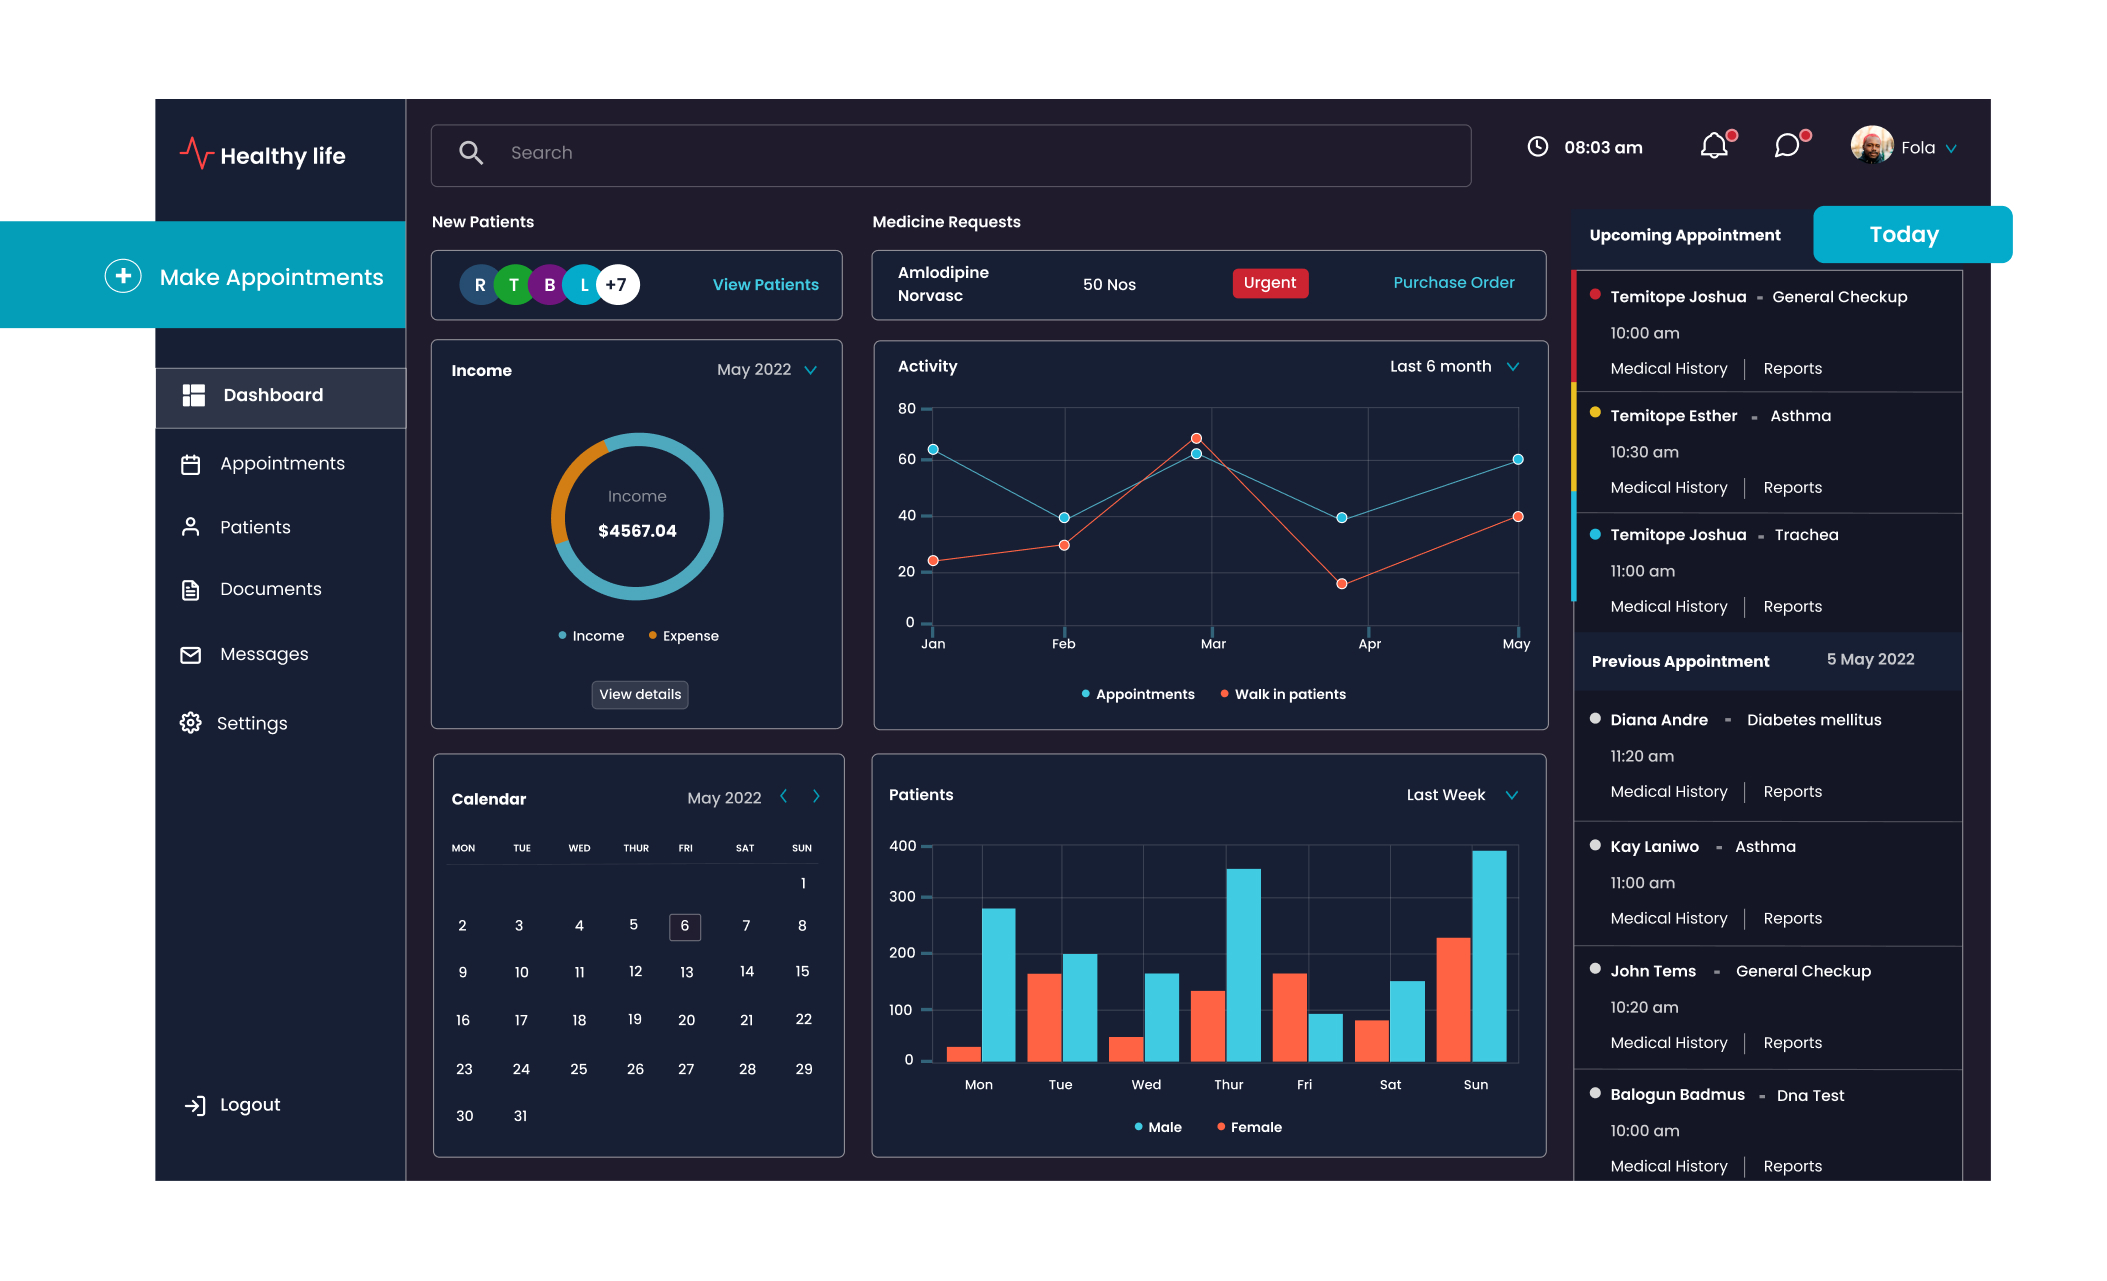 Healthy life
Search
08:03 am
Fola
Make Appointments
Dashboard
Appointments
Patients
Documents
Messages
Settings
Logout
New Patients
R T B L +7
View Patients
Medicine Requests
Amlodipine
Norvasc
50 Nos
Urgent
Purchase Order
Income
May 2022
Income
$4567.04
Income Expense
View details
Activity
Last 6 month
80
60
40
20
0
Jan Feb Mar Apr May
Appointments Walk in patients
Calendar
May 2022
MON TUE WED THUR FRI SAT SUN
1
2 3 4 5 6 7 8
9 10 11 12 13 14 15
16 17 18 19 20 21 22
23 24 25 26 27 28 29
30 31
Patients
Last Week
400
300
200
100
0
Mon Tue Wed Thur Fri Sat Sun
Male Female
Upcoming Appointment
Today
Temitope Joshua - General Checkup
10:00 am
Medical History | Reports
Temitope Esther - Asthma
10:30 am
Medical History | Reports
Temitope Joshua - Trachea
11:00 am
Medical History | Reports
Previous Appointment
5 May 2022
Diana Andre - Diabetes mellitus
11:20 am
Medical History | Reports
Kay Laniwo - Asthma
11:00 am
Medical History | Reports
John Tems - General Checkup
10:20 am
Medical History | Reports
Balogun Badmus - Dna Test
10:00 am
Medical History | Reports